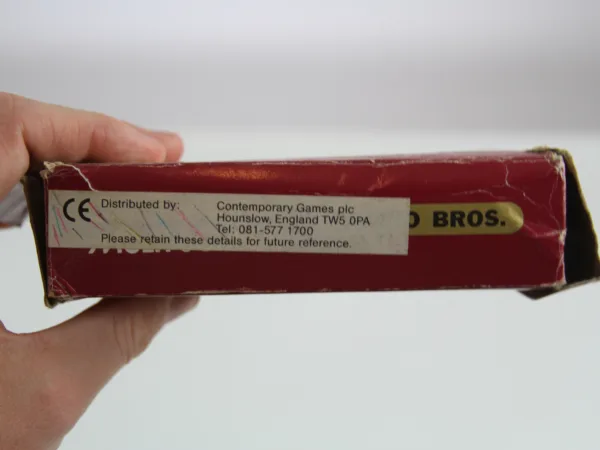 CE Distributed by: Contemporary Games plc
Hounslow, England TW5 0PA
Tel: 081-577 1700
Please retain these details for future reference.
O BROS.